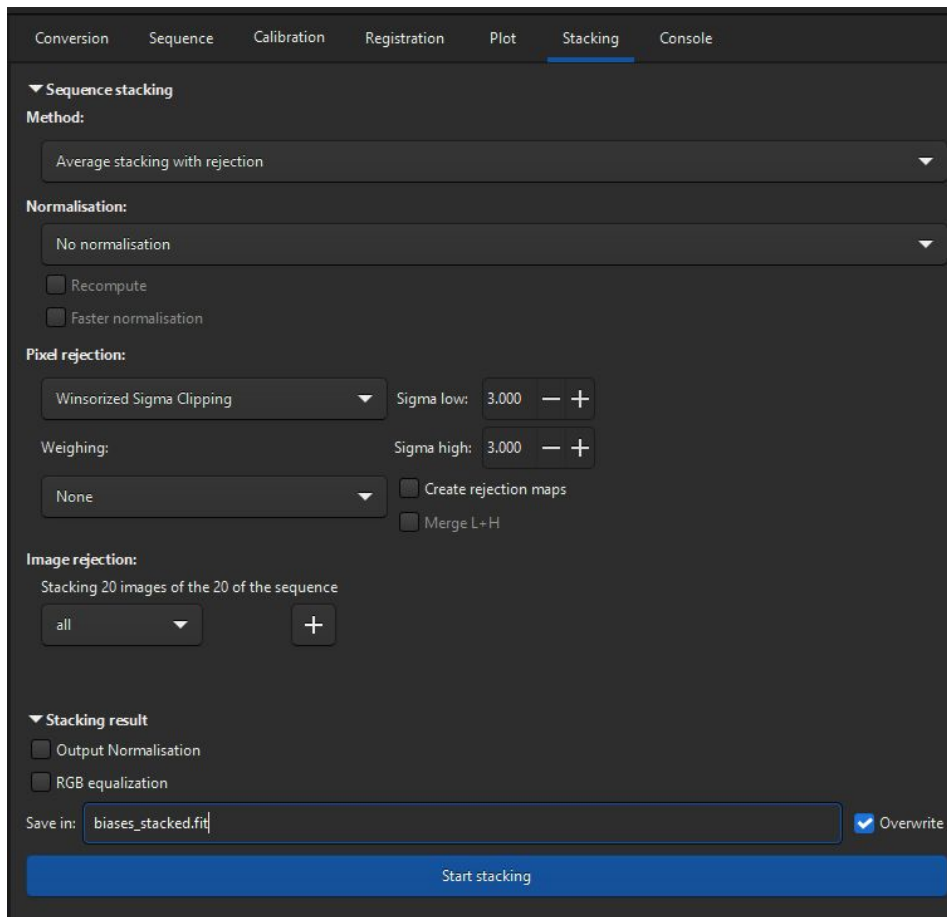 Conversion Sequence Calibration Registration Plot Stacking Console
Sequence stacking
Method:
Average stacking with rejection
Normalisation:
No normalisation
Recompute
Faster normalisation
Pixel rejection:
Winsorized Sigma Clipping Sigma low: 3.000
Weighing: Sigma high: 3.000
None Create rejection maps
Merge L+H
Image rejection:
Stacking 20 images of the 20 of the sequence
all
Stacking result
Output Normalisation
RGB equalization
Save in: biases_stacked.fit Overwrite
Start stacking